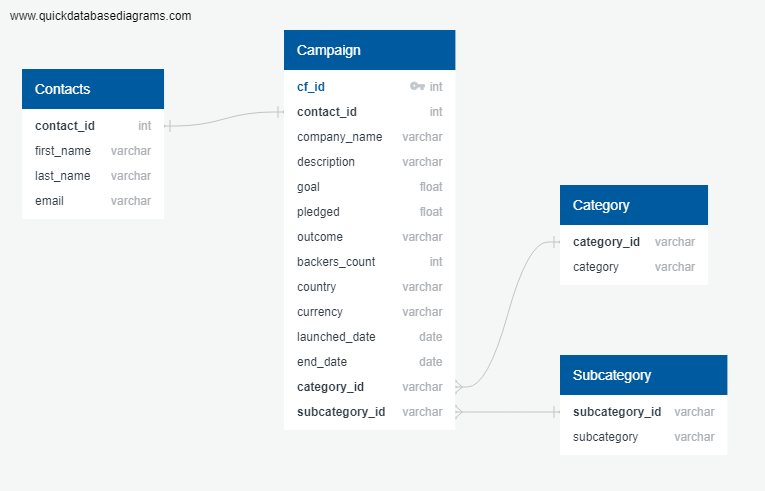 www.quickdatabasediagrams.com
Contacts
contact_id int
first_name varchar
last_name varchar
email varchar
Campaign
cf_id int
contact_id int
company_name varchar
description varchar
goal float
pledged float
outcome varchar
backers_count int
country varchar
currency varchar
launched_date date
end_date date
category_id varchar
subcategory_id varchar
Category
category_id varchar
category varchar
Subcategory
subcategory_id varchar
subcategory varchar